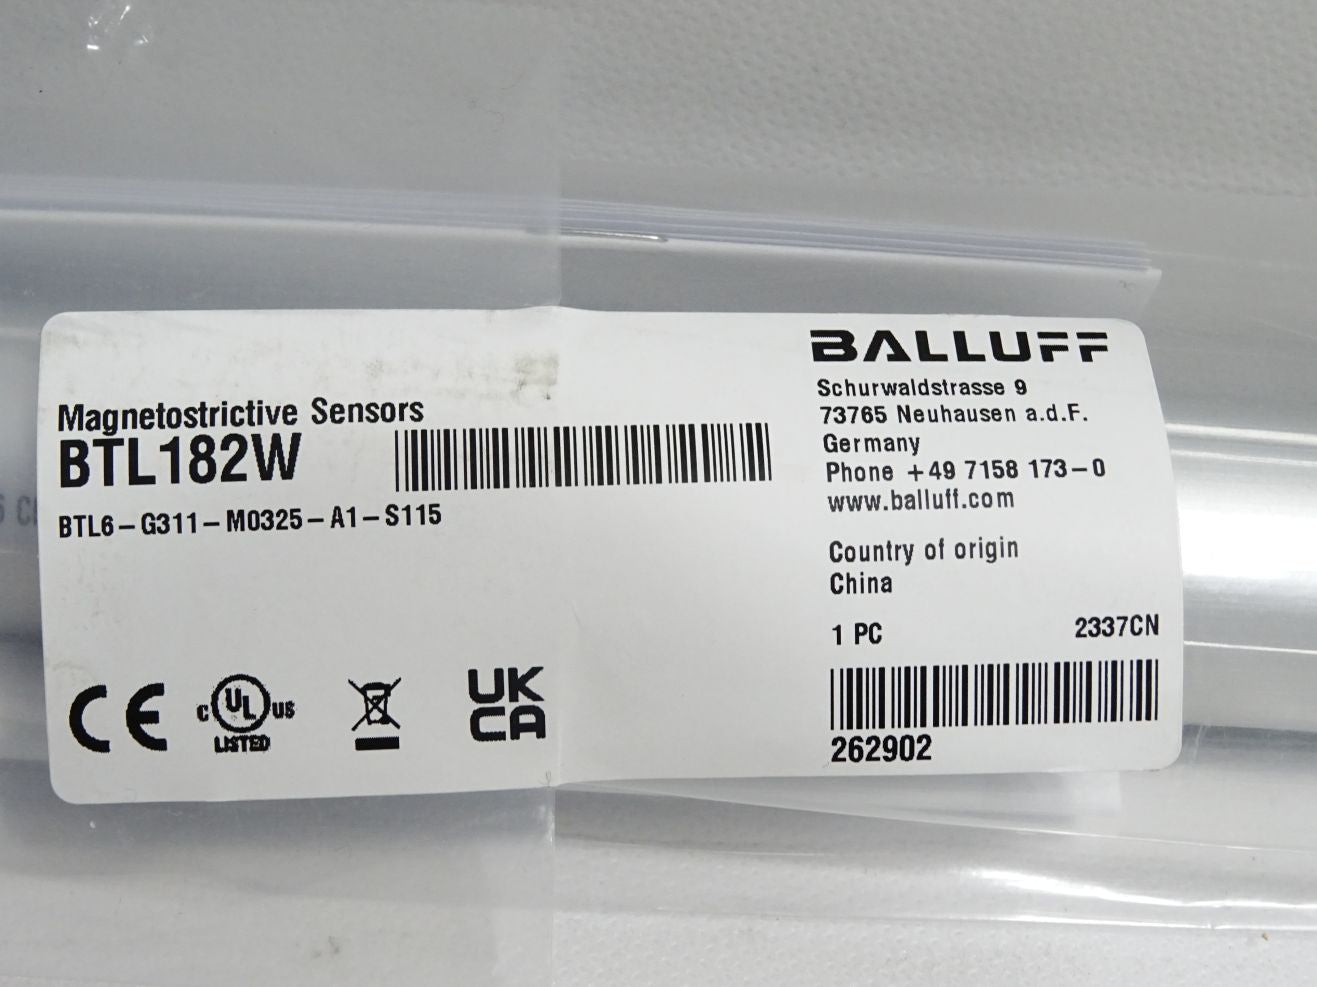 Magnetostrictive Sensors
BTL182W
BTL6-G311-M0325-A1-S115
CE
C UL US
LISTED
UK
CA
BALLUFF
Schurwaldstrasse 9
73765 Neuhausen a.d.F.
Germany
Phone +49 7158 173-0
www.balluff.com
Country of origin
China
1 PC 2337CN
262902